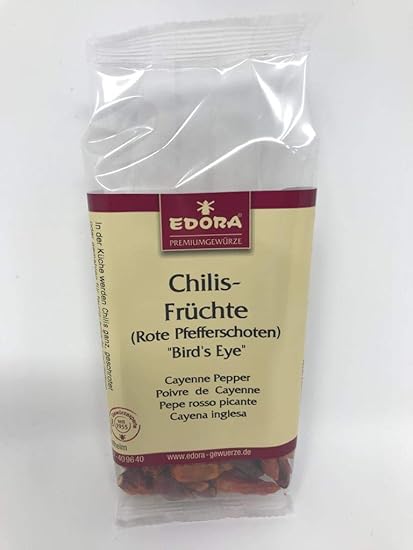 EDORA®
PREMIUMGEWÜRZE
Chilis-
Früchte
(Rote Pfefferschoten)
"Bird's Eye"
Cayenne Pepper
Poivre de Cayenne
Pepe rosso picante
Cayena inglesa
www.edora-gewuerze.de
In der Küche werden Chilis ganz, geschrotet